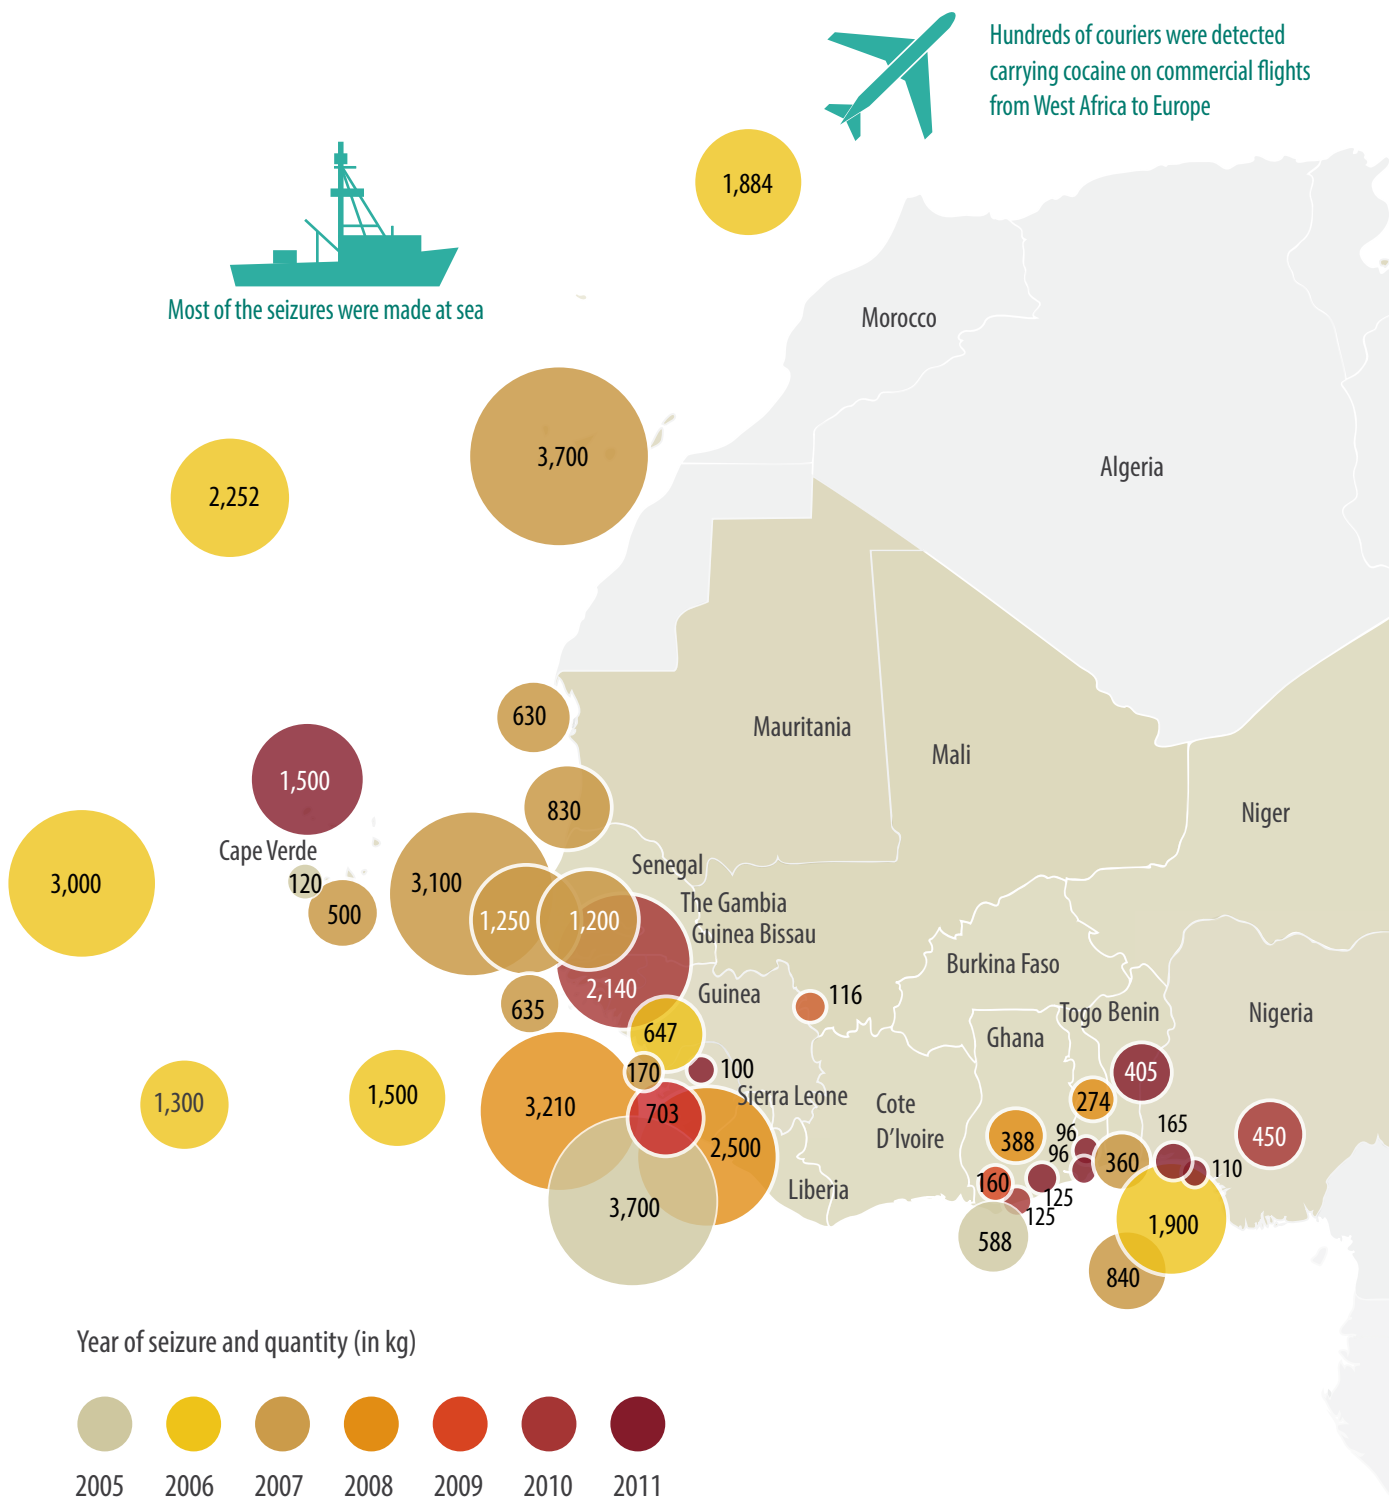 Hundreds of couriers were detected
carrying cocaine on commercial flights
from West Africa to Europe
1,884
Most of the seizures were made at sea
Morocco
3,700
Algeria
2,252
630
Mauritania
Mali
1,500
830
Niger
Cape Verde
Senegal
3,000
120
3,100
500
The Gambia
1,250
1,200
Guinea Bissau
Burkina Faso
2,140
Guinea
116
635
Togo
Benin
Nigeria
647
Ghana
170
100
405
1,300
1,500
Sierra Leone
274
3,210
703
Cote
D’Ivoire
165
388
96
450
2,500
96
360
110
160
Liberia
125
3,700
125
1,900
588
840
Year of seizure and quantity (in kg)
2005
2006
2007
2008
2009
2010
2011